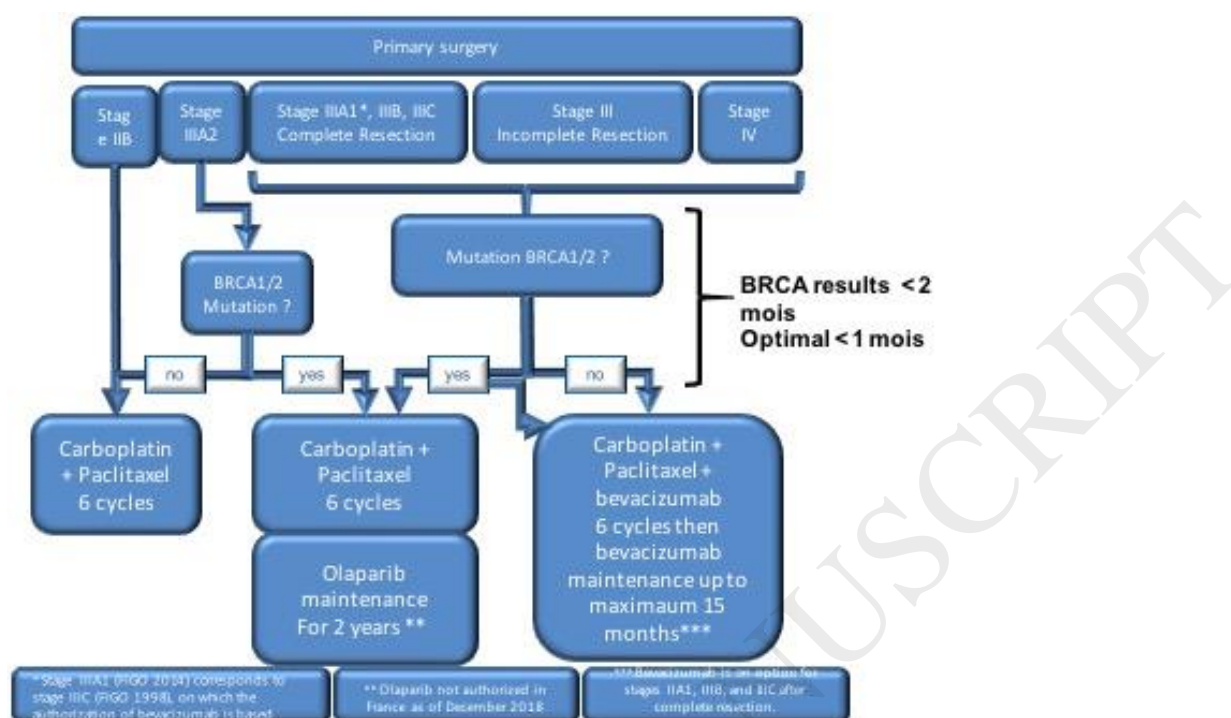 Primary surgery
Stag
e IIB
Stage
IIIA2
Stage IIIA1*, IIIB, IIIC
Complete Resection
Stage III
Incomplete Resection
Stage
IV
BRCA1/2
Mutation ?
Mutation BRCA1/2 ?
BRCA results < 2
mois
Optimal < 1 mois
no
yes
yes
no
Carboplatin
+ Paclitaxel
6 cycles
Carboplatin +
Paclitaxel
6 cycles
Olaparib
maintenance
For 2 years **
Carboplatin +
Paclitaxel +
bevacizumab
6 cycles then
bevacizumab
maintenance up to
maximaum 15
months***
* Stage IIIA1 (FIGO 2014) corresponds to
stage IIIC (FIGO 1998), on which the
authorization of bevacizumab is based
** Olaparib not authorized in
France as of December 2018
*** Bevacizumab is an option for
stages IIA1, IIIB, and IIIC after
complete resection.
NUSCRIPT